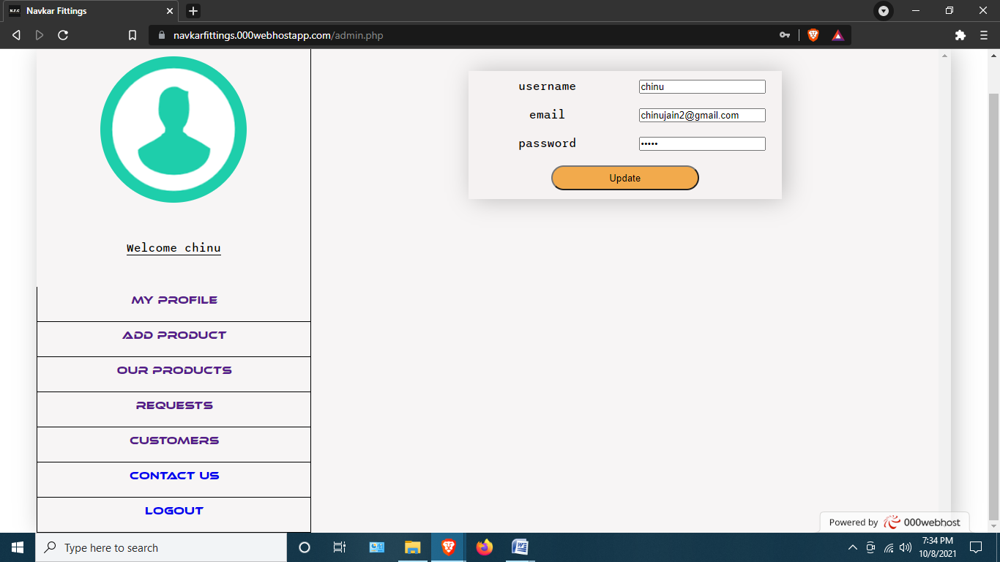 N.F.C
Navkar Fittings
navkarfittings.000webhostapp.com/admin.php
username
chinu
email
chinujain2@gmail.com
password
•••••
Update
Welcome chinu
MY PROFILE
ADD PRODUCT
OUR PRODUCTS
REQUESTS
CUSTOMERS
CONTACT US
LOGOUT
Powered by 000webhost
Type here to search
7:34 PM
10/8/2021